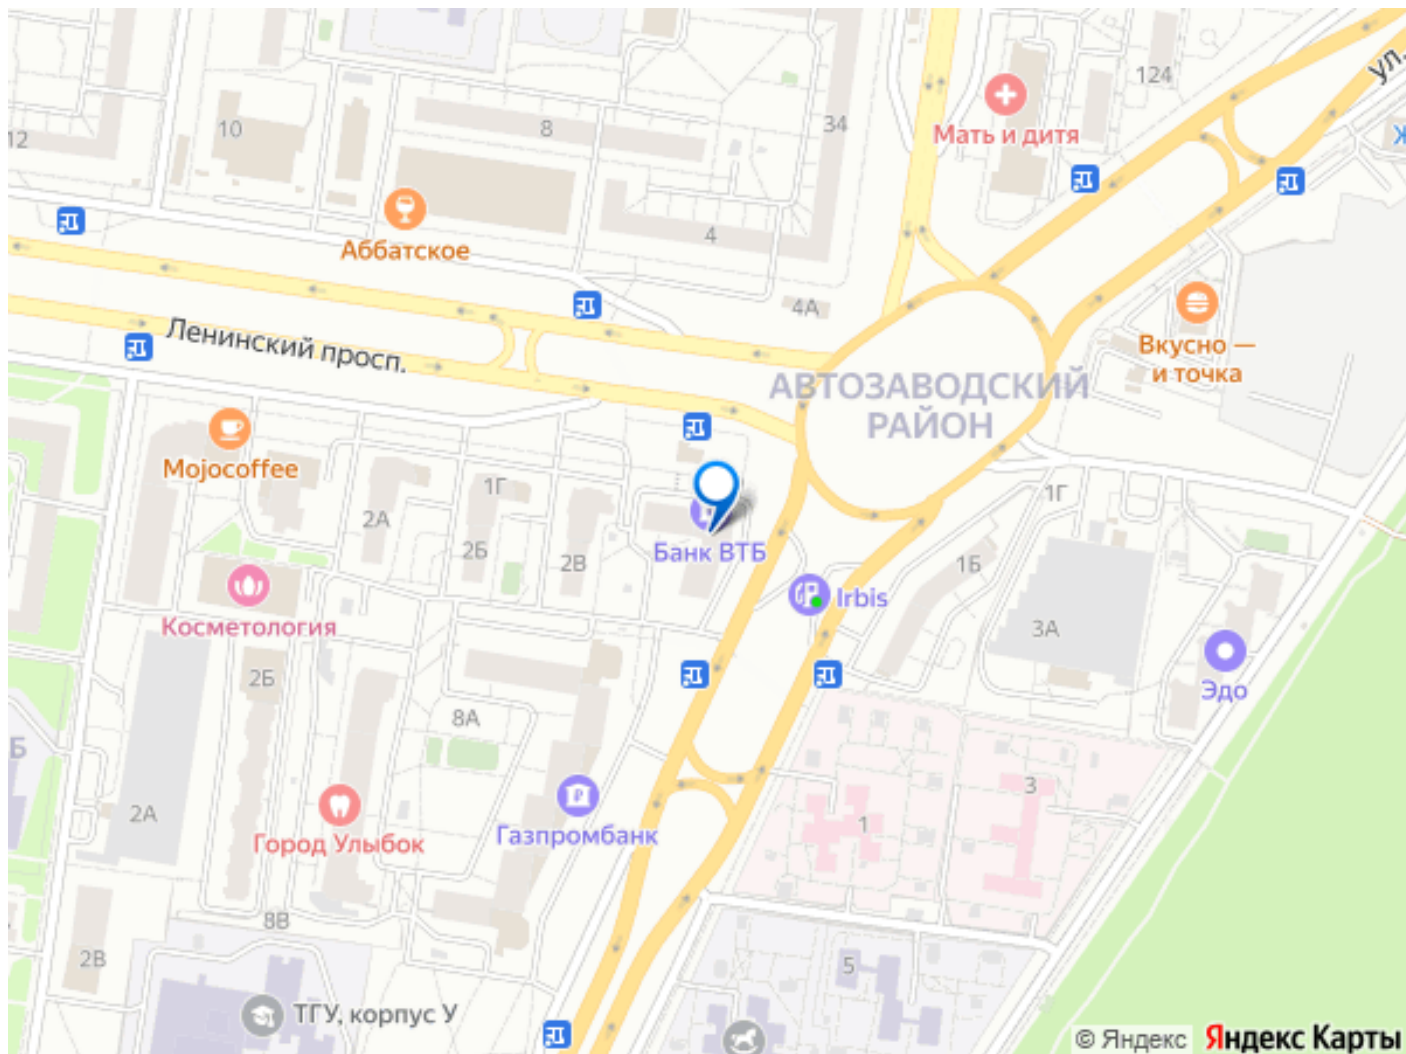 ул.
124
Мать и дитя
34
8
10
12
Ж
Аббатское
4
4А
Вкусно —
и точка
Ленинский просп.
АВТОЗАВОДСКИЙ
РАЙОН
Mojocoffee
1Г
2А
2Б
2В
Банк ВТБ
1Г
1Б
Irbis
3А
Косметология
2Б
8А
Эдо
Б
2А
Город Улыбок
Газпромбанк
1
3
8В
2В
5
ТГУ, корпус У
© Яндекс Яндекс Карты